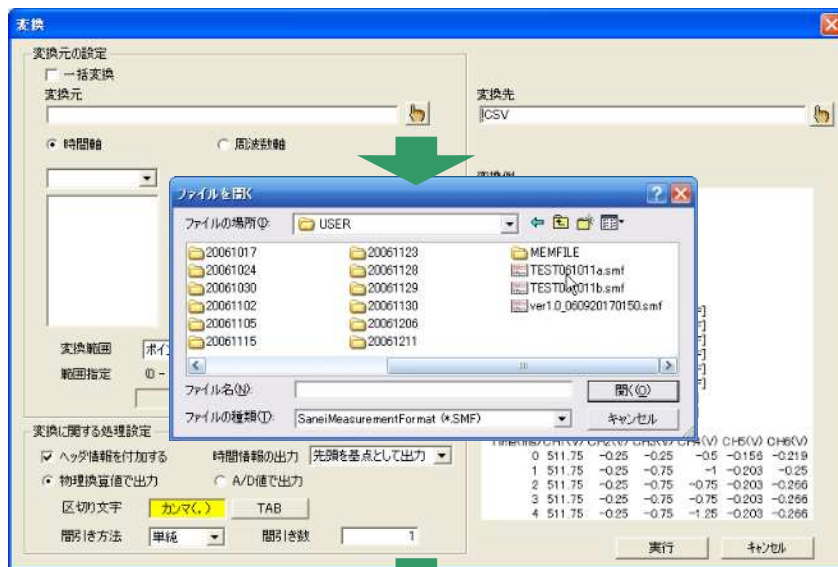 変換
変換元の設定
一括変換
変換元
変換先
CSV
時間軸
周波数軸
ファイルを開く
ファイルの場所(I):
USER
20061017
20061024
20061030
20061102
20061105
20061115
20061123
20061128
20061129
20061130
20061206
20061211
MEMFILE
TEST061011a.smf
TEST061011b.smf
ver1.0_060920170150.smf
ファイル名(N):
開く(O)
ファイルの種類(T):
SaneiMeasurementFormat (*.SMF)
キャンセル
変換範囲
範囲指定
変換に関する処理設定
ヘッダ情報を付加する
時間情報の出力
先頭を基点として出力
物理換算値で出力
A/D値で出力
区切り文字
カンマ(,)
TAB
間引き方法
単純
間引き数
1
CH5(V) CH6(V)
0 511.75 -0.25 -0.25 -0.5 -0.156 -0.219
1 511.75 -0.25 -0.75 -1 -0.203 -0.25
2 511.75 -0.25 -0.75 -0.75 -0.203 -0.266
3 511.75 -0.25 -0.75 -0.75 -0.203 -0.266
4 511.75 -0.25 -0.75 -1.25 -0.203 -0.266
実行
キャンセル